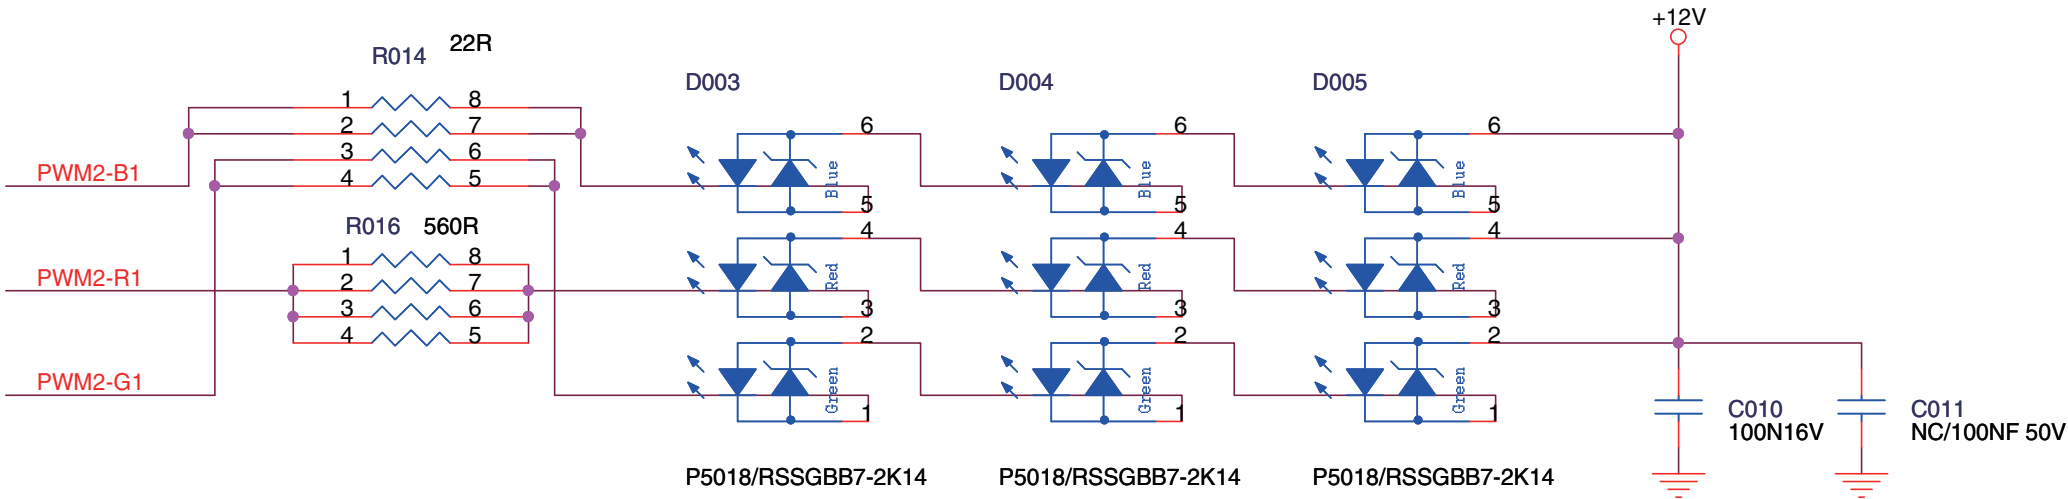 +12V
22R
R014
D003
D004
D005
1 8
2 7
3 6
4 5
PWM2-B1
6 6 6
Blue Blue Blue
5 5 5
R016 560R
4 4 4
1 8
2 7
3 6
4 5
PWM2-R1
Red Red Red
3 3 3
2 2 2
PWM2-G1
Green Green Green
1 1 1
C010
100N16V
C011
NC/100NF 50V
P5018/RSSGBB7-2K14
P5018/RSSGBB7-2K14
P5018/RSSGBB7-2K14